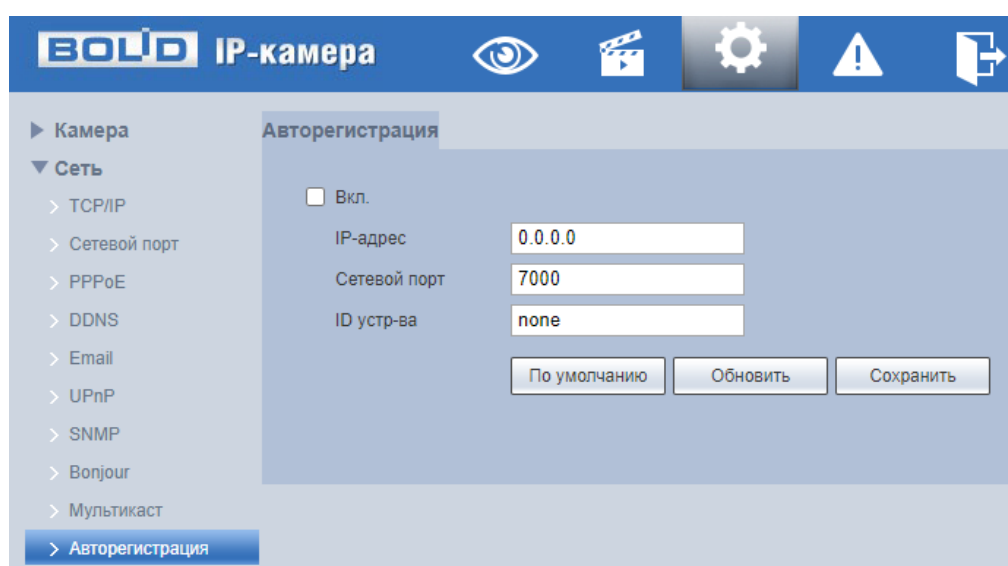 BOLID IP-камера
Камера
Сеть
TCP/IP
Сетевой порт
PPPoE
DDNS
Email
UPnP
SNMP
Bonjour
Мультикаст
Авторегистрация
Авторегистрация
Вкл.
IP-адрес 0.0.0.0
Сетевой порт 7000
ID устр-ва none
По умолчанию Обновить Сохранить